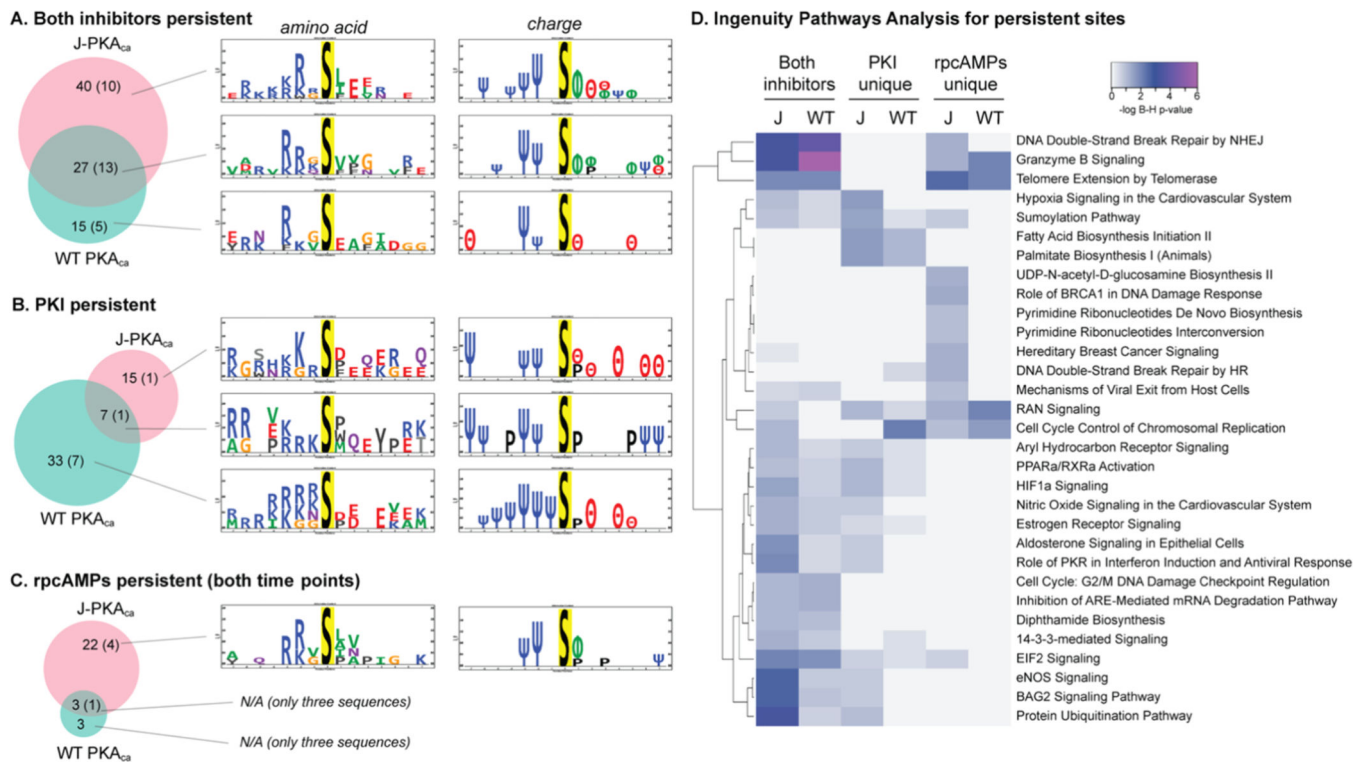 A. Both inhibitors persistent
J-PKAca
amino acid
charge
40 (10)
27 (13)
15 (5)
WT PKAca
B. PKI persistent
J-PKAca
15 (1)
7 (1)
33 (7)
WT PKAca
C. rpcAMPs persistent (both time points)
J-PKAca
22 (4)
3 (1)
3
WT PKAca
N/A (only three sequences)
N/A (only three sequences)
D. Ingenuity Pathways Analysis for persistent sites
Both inhibitors
PKI unique
rpcAMPs unique
J WT J WT J WT
0 2 4 6
-log B-H p-value
DNA Double-Strand Break Repair by NHEJ
Granzyme B Signaling
Telomere Extension by Telomerase
Hypoxia Signaling in the Cardiovascular System
Sumoylation Pathway
Fatty Acid Biosynthesis Initiation II
Palmitate Biosynthesis I (Animals)
UDP-N-acetyl-D-glucosamine Biosynthesis II
Role of BRCA1 in DNA Damage Response
Pyrimidine Ribonucleotides De Novo Biosynthesis
Pyrimidine Ribonucleotides Interconversion
Hereditary Breast Cancer Signaling
DNA Double-Strand Break Repair by HR
Mechanisms of Viral Exit from Host Cells
RAN Signaling
Cell Cycle Control of Chromosomal Replication
Aryl Hydrocarbon Receptor Signaling
PPARa/RXRa Activation
HIF1a Signaling
Nitric Oxide Signaling in the Cardiovascular System
Estrogen Receptor Signaling
Aldosterone Signaling in Epithelial Cells
Role of PKR in Interferon Induction and Antiviral Response
Cell Cycle: G2/M DNA Damage Checkpoint Regulation
Inhibition of ARE-Mediated mRNA Degradation Pathway
Diphthamide Biosynthesis
14-3-3-mediated Signaling
EIF2 Signaling
eNOS Signaling
BAG2 Signaling Pathway
Protein Ubiquitination Pathway